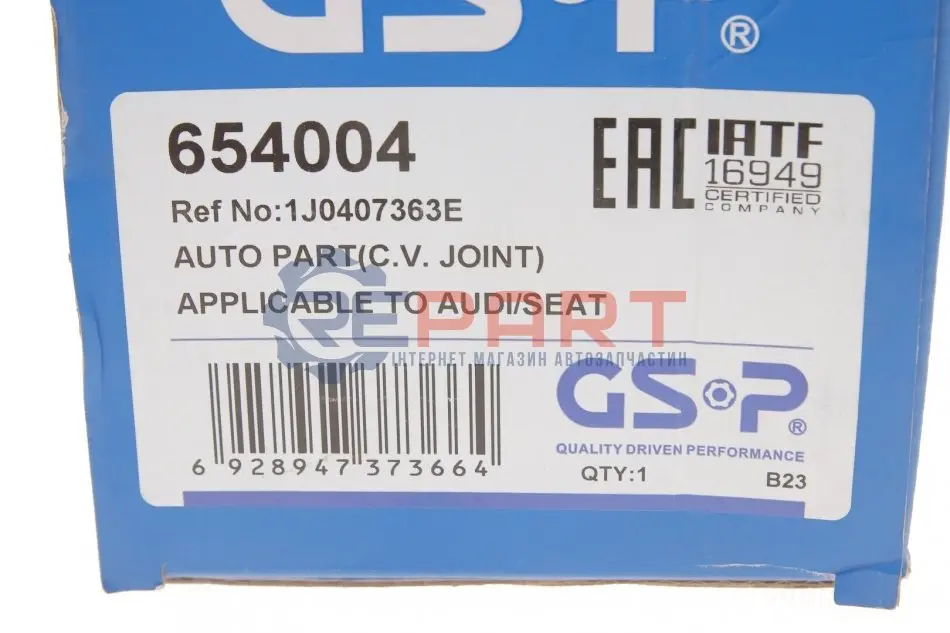 GSP®
654004
EAC
IATF
16949
CERTIFIED
COMPANY
Ref No:1J0407363E
AUTO PART(C.V. JOINT)
APPLICABLE TO AUDI/SEAT
REPART
ІНТЕРНЕТ МАГАЗИН АВТОЗАПЧАСТИН
6 928947 373664
GSP®
QUALITY DRIVEN PERFORMANCE
QTY:1 B23